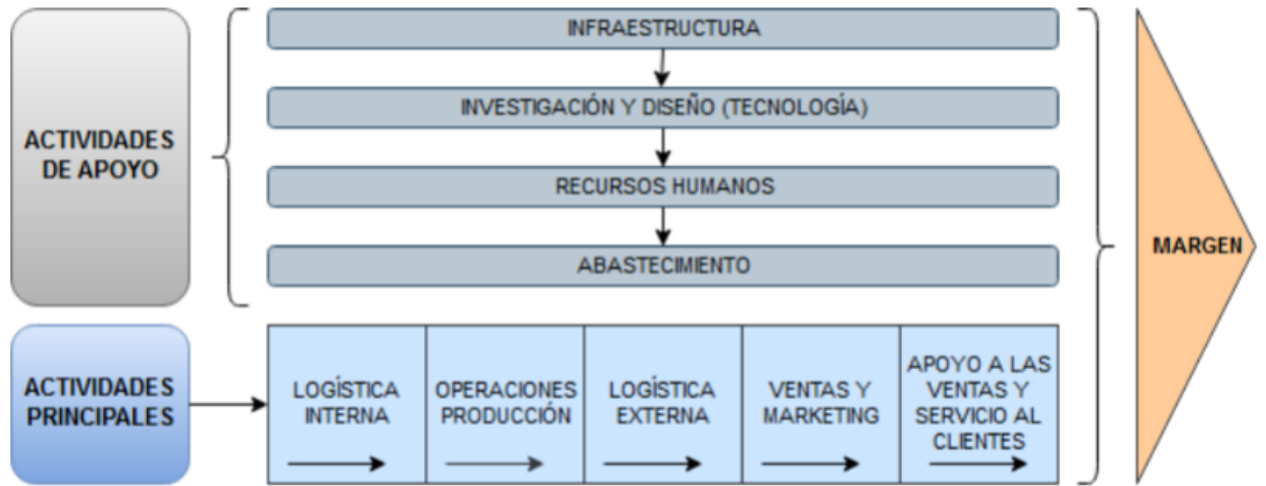 ACTIVIDADES
DE APOYO
INFRAESTRUCTURA
INVESTIGACIÓN Y DISEÑO (TECNOLOGÍA)
RECURSOS HUMANOS
ABASTECIMIENTO
ACTIVIDADES
PRINCIPALES
LOGÍSTICA
INTERNA
OPERACIONES
PRODUCCIÓN
LOGÍSTICA
EXTERNA
VENTAS Y
MARKETING
APOYO A LAS
VENTAS Y
SERVICIO AL
CLIENTES
MARGEN